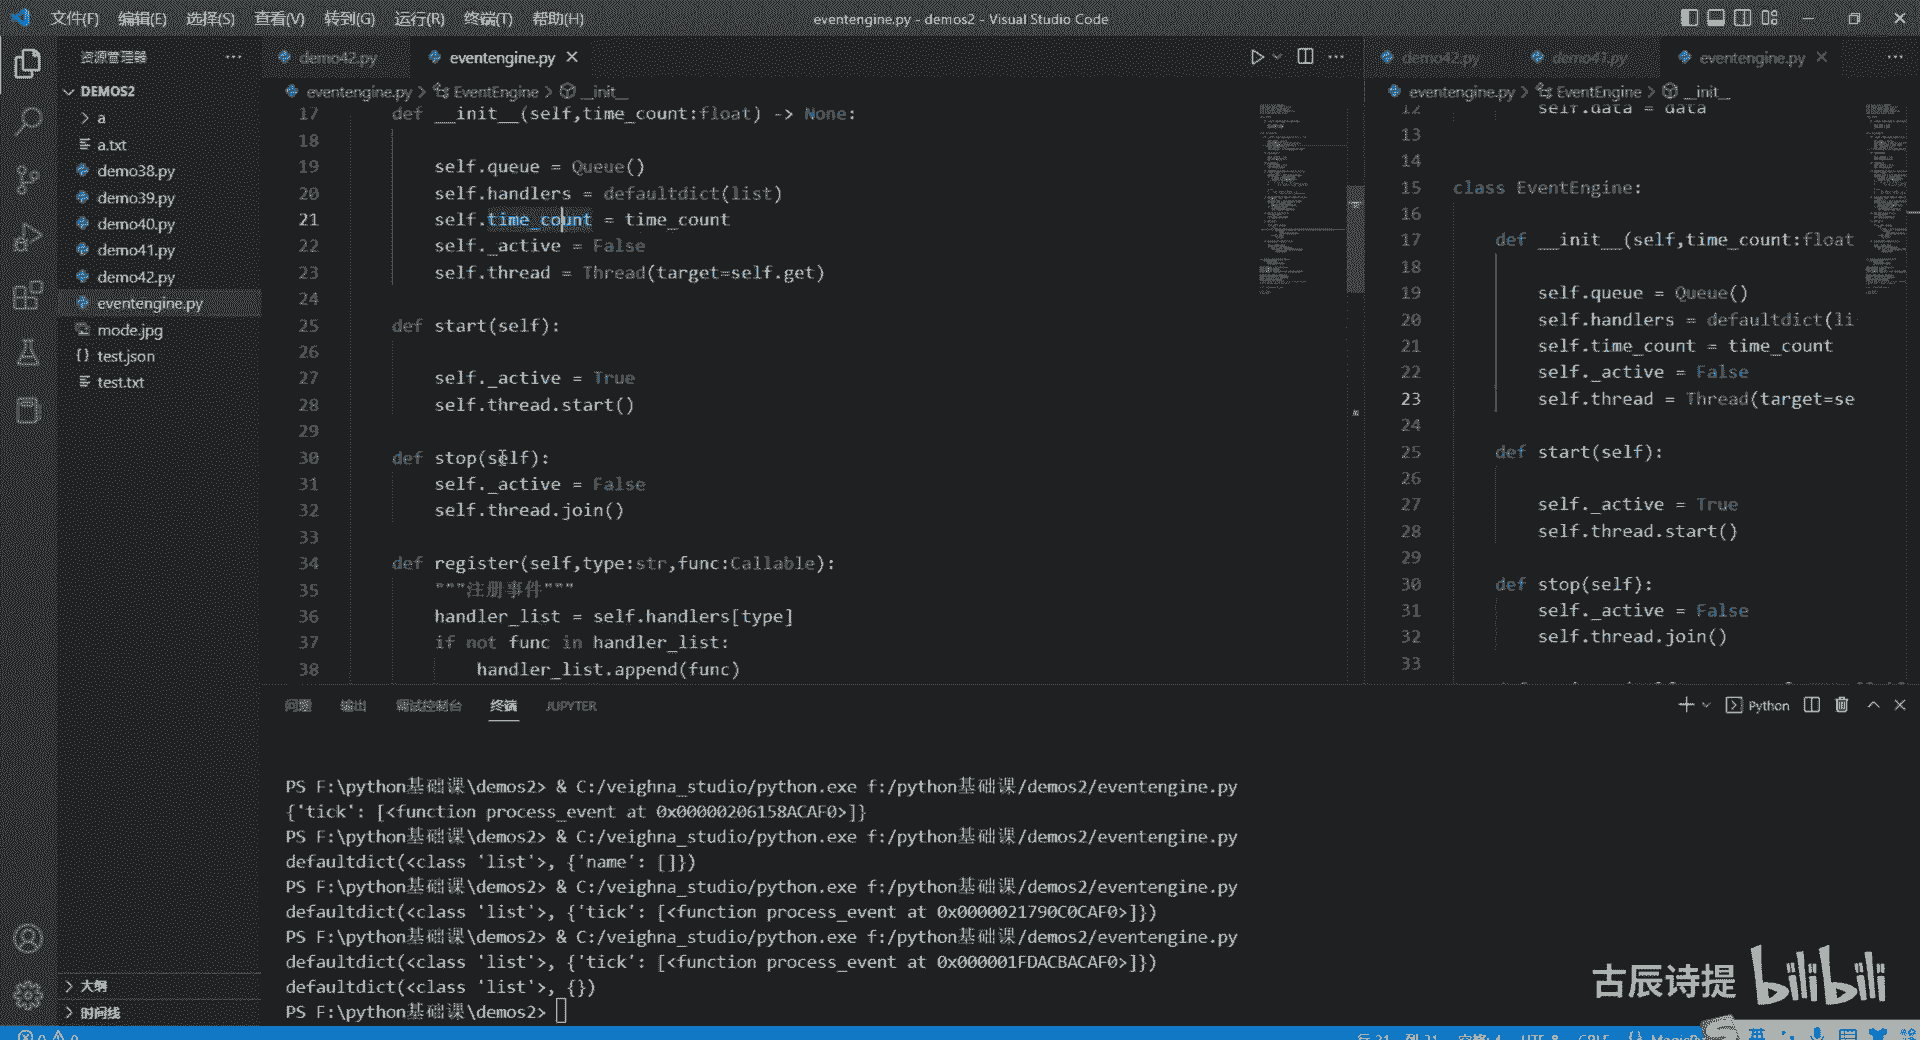 文件(F) 编辑(E) 选择(S) 查看(V) 转到(G) 运行(R) 终端(T) 帮助(H)
eventengine.py - demos2 - Visual Studio Code
资源管理器
DEMOS2
a
a.txt
demo38.py
demo39.py
demo40.py
demo41.py
demo42.py
eventengine.py
mode.jpg
test.json
test.txt
大纲
时间线
demo42.py eventengine.py
eventengine.py > EventEngine > __init__
17 def __init__(self,time_count:float) -> None:
18
19 self.queue = Queue()
20 self.handlers = defaultdict(list)
21 self.time_count = time_count
22 self._active = False
23 self.thread = Thread(target=self.get)
24
25 def start(self):
26
27 self._active = True
28 self.thread.start()
29
30 def stop(self):
31 self._active = False
32 self.thread.join()
33
34 def register(self,type:str,func:Callable):
35 """注册事件"""
36 handler_list = self.handlers[type]
37 if not func in handler_list:
38 handler_list.append(func)
demo42.py demo41.py eventengine.py
eventengine.py > EventEngine > __init__
12 self.data = data
13
14
15 class EventEngine:
16
17 def __init__(self,time_count:float
18
19 self.queue = Queue()
20 self.handlers = defaultdict(li
21 self.time_count = time_count
22 self._active = False
23 self.thread = Thread(target=se
24
25 def start(self):
26
27 self._active = True
28 self.thread.start()
29
30 def stop(self):
31 self._active = False
32 self.thread.join()
33
问题 输出 调试控制台 终端 JUPYTER
Python
PS F:\python基础课\demos2> & C:/veighna_studio/python.exe f:/python基础课/demos2/eventengine.py
{'tick': [<function process_event at 0x00000206158ACAF0>]}
PS F:\python基础课\demos2> & C:/veighna_studio/python.exe f:/python基础课/demos2/eventengine.py
defaultdict(<class 'list'>, {'name': []})
PS F:\python基础课\demos2> & C:/veighna_studio/python.exe f:/python基础课/demos2/eventengine.py
defaultdict(<class 'list'>, {'tick': [<function process_event at 0x0000021790C0CAF0>]})
PS F:\python基础课\demos2> & C:/veighna_studio/python.exe f:/python基础课/demos2/eventengine.py
defaultdict(<class 'list'>, {'tick': [<function process_event at 0x000001FDACBACAF0>]})
defaultdict(<class 'list'>, {})
PS F:\python基础课\demos2>
古辰诗提 bilibili